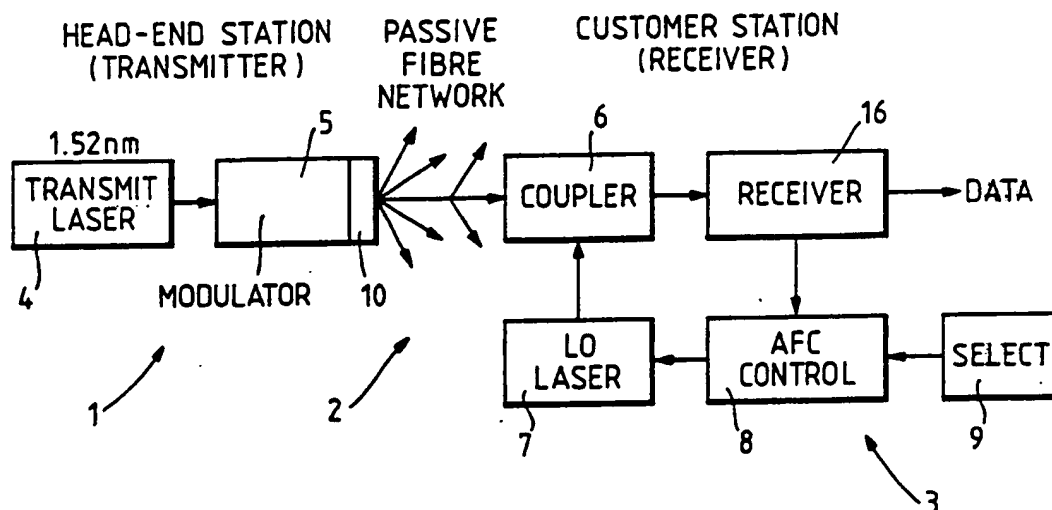 HEAD-END STATION
(TRANSMITTER)
PASSIVE
FIBRE
NETWORK
CUSTOMER STATION
(RECEIVER)
1.52nm
TRANSMIT
LASER
4
5
MODULATOR
10
6
COUPLER
16
RECEIVER
DATA
LO
LASER
7
AFC
CONTROL
8
SELECT
9
1
2
3